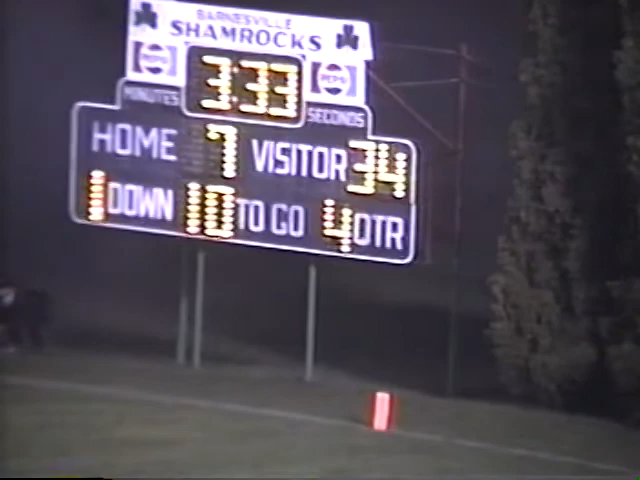 BARNESVILLE
SHAMROCKS
PEPSI 3:33 PEPSI
MINUTES SECONDS
HOME 7 VISITOR 34
1 DOWN 10 TO GO 4 QTR